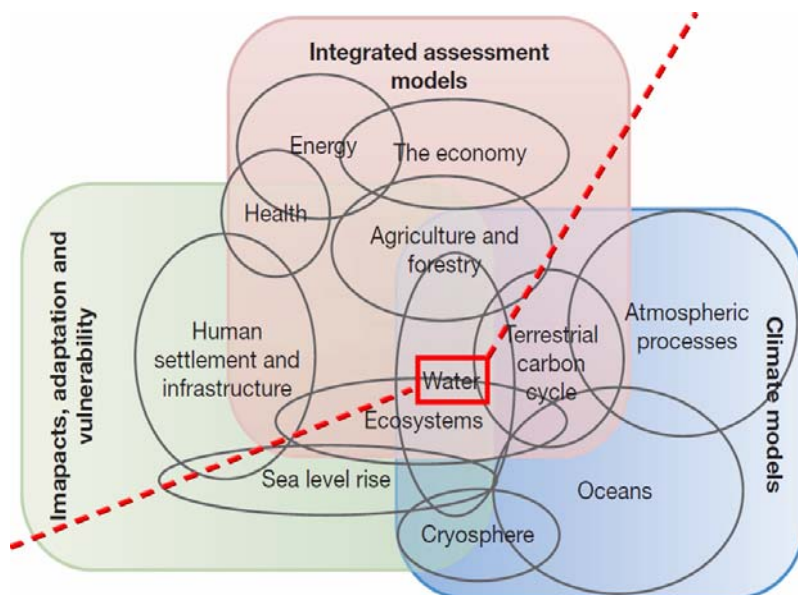 Integrated assessment
models
Energy
The economy
Health
Agriculture and
forestry
Imapacts, adaptation and
vulnerability
Human
settlement and
infrastructure
Water
Terrestrial
carbon
cycle
Atmospheric
processes
Climate models
Ecosystems
Sea level rise
Oceans
Cryosphere